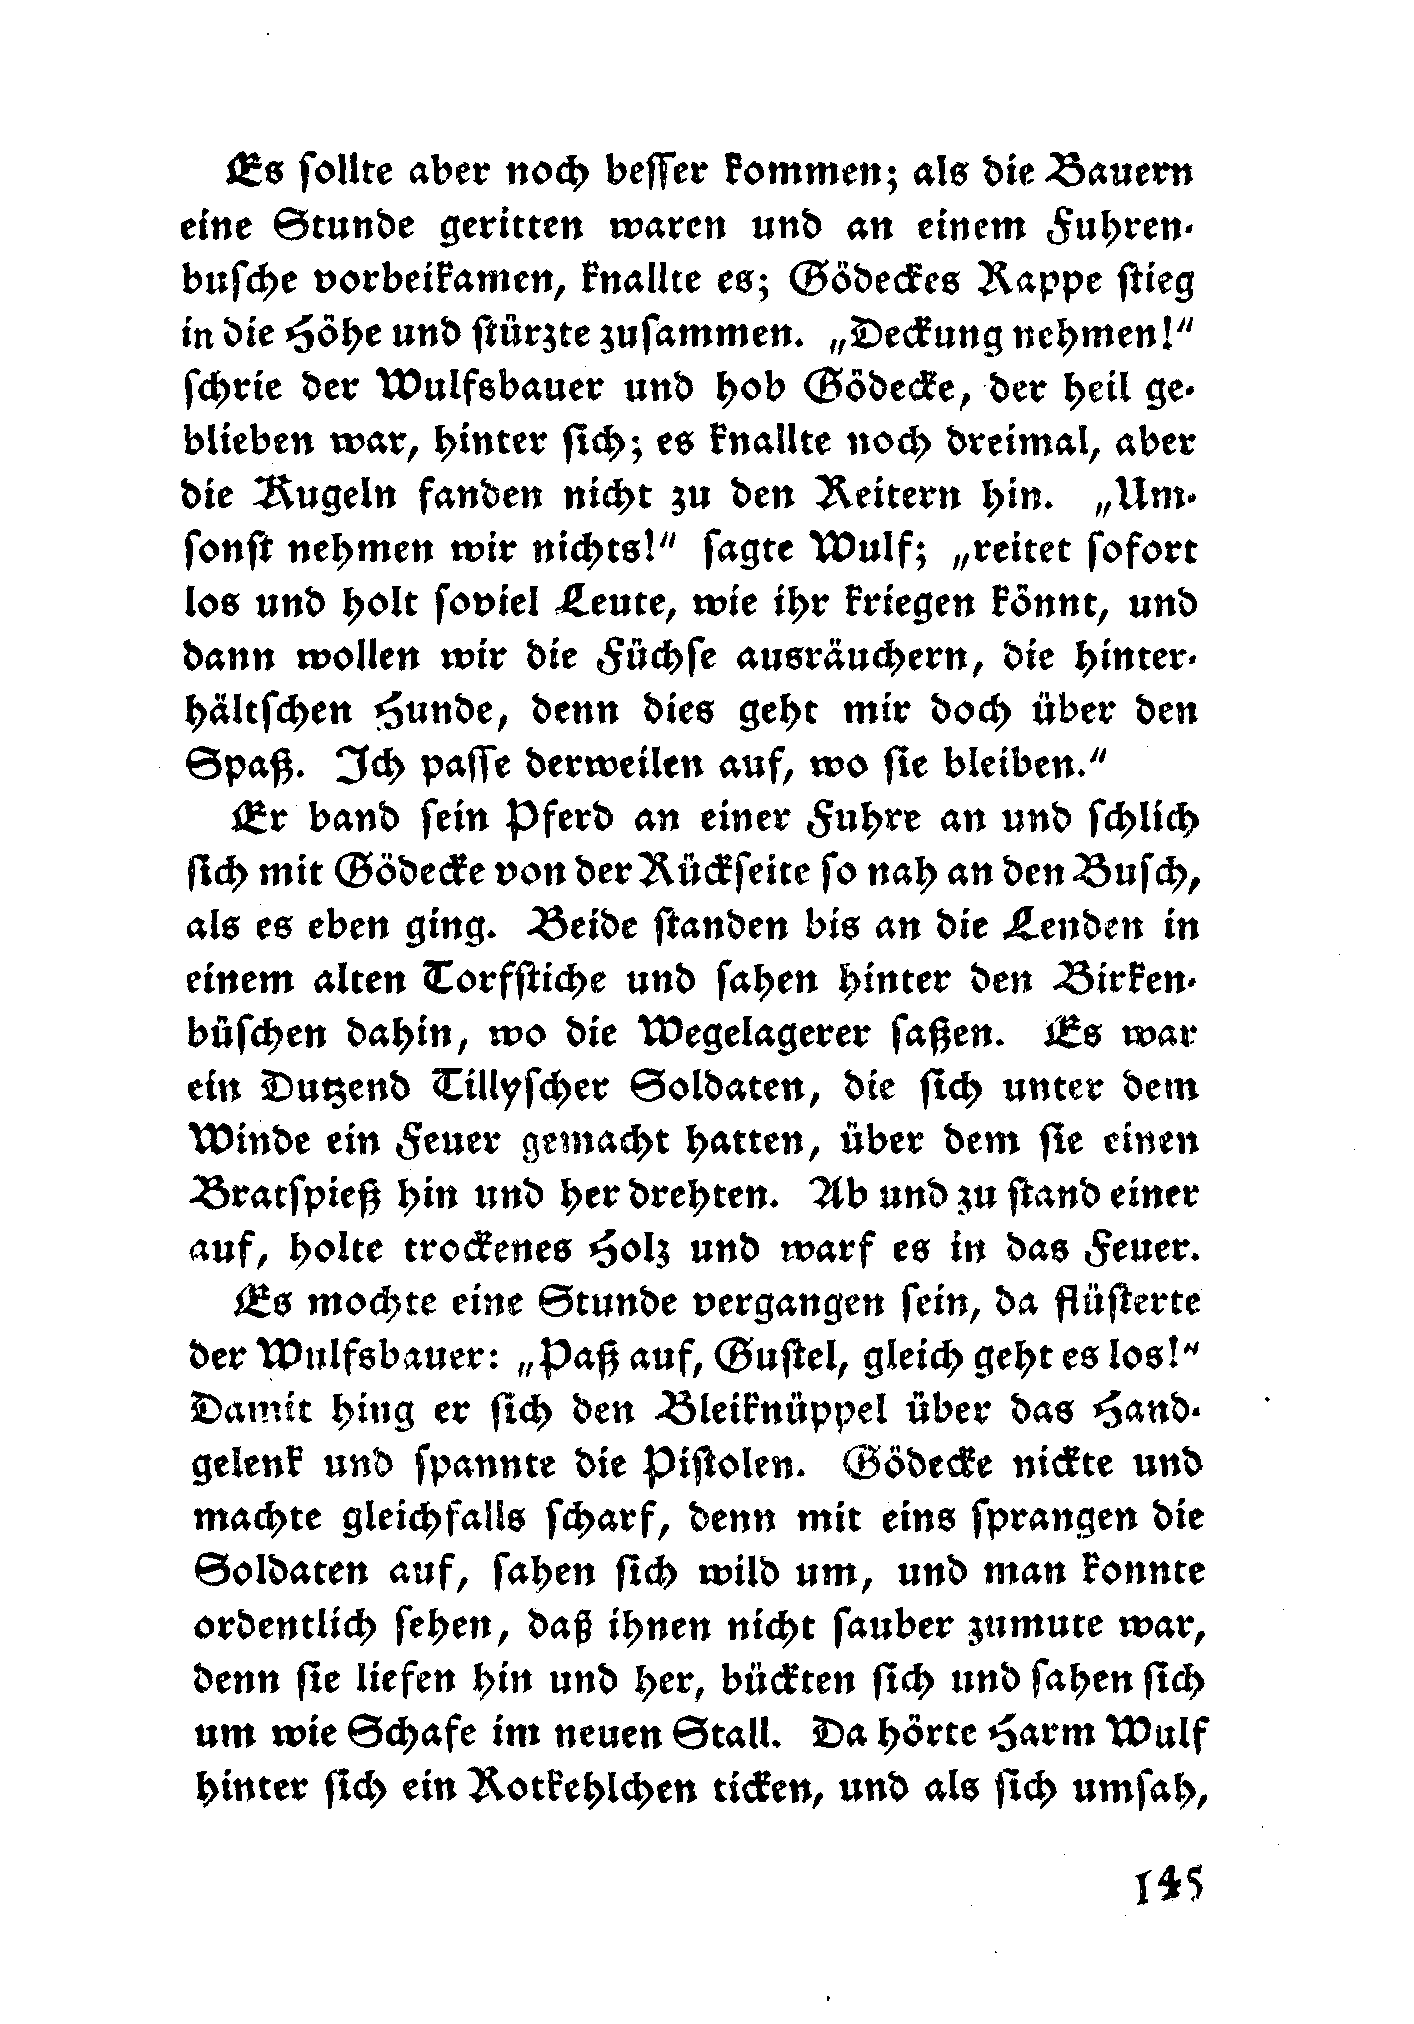 Es sollte aber noch besser kommen; als die Bauern
eine Stunde geritten waren und an einem Fuhren-
busche vorbeikamen, knallte es; Gödeckes Rappe stieg
in die Höhe und stürzte zusammen. „Deckung nehmen!“
schrie der Wulfsbauer und hob Gödecke, der heil ge-
blieben war, hinter sich; es knallte noch dreimal, aber
die Kugeln fanden nicht zu den Reitern hin. „Um-
sonst nehmen wir nichts!“ sagte Wulf; „reitet sofort
los und holt soviel Leute, wie ihr kriegen könnt, und
dann wollen wir die Füchse ausräuchern, die hinter-
hältschen Hunde, denn dies geht mir doch über den
Spaß. Ich passe derweilen auf, wo sie bleiben.“
Er band sein Pferd an einer Fuhre an und schlich
sich mit Gödecke von der Rückseite so nah an den Busch,
als es eben ging. Beide standen bis an die Lenden in
einem alten Torfstiche und sahen hinter den Birken-
büschen dahin, wo die Wegelagerer saßen. Es war
ein Dutzend Tillyscher Soldaten, die sich unter dem
Winde ein Feuer gemacht hatten, über dem sie einen
Bratspieß hin und her drehten. Ab und zu stand einer
auf, holte trockenes Holz und warf es in das Feuer.
Es mochte eine Stunde vergangen sein, da flüsterte
der Wulfsbauer: „Paß auf, Gustel, gleich geht es los!“
Damit hing er sich den Bleiknüppel über das Hand-
gelenk und spannte die Pistolen. Gödecke nickte und
machte gleichfalls scharf, denn mit eins sprangen die
Soldaten auf, sahen sich wild um, und man konnte
ordentlich sehen, daß ihnen nicht sauber zumute war,
denn sie liefen hin und her, bückten sich und sahen sich
um wie Schafe im neuen Stall. Da hörte Harm Wulf
hinter sich ein Rotkehlchen ticken, und als sich umsah,
145